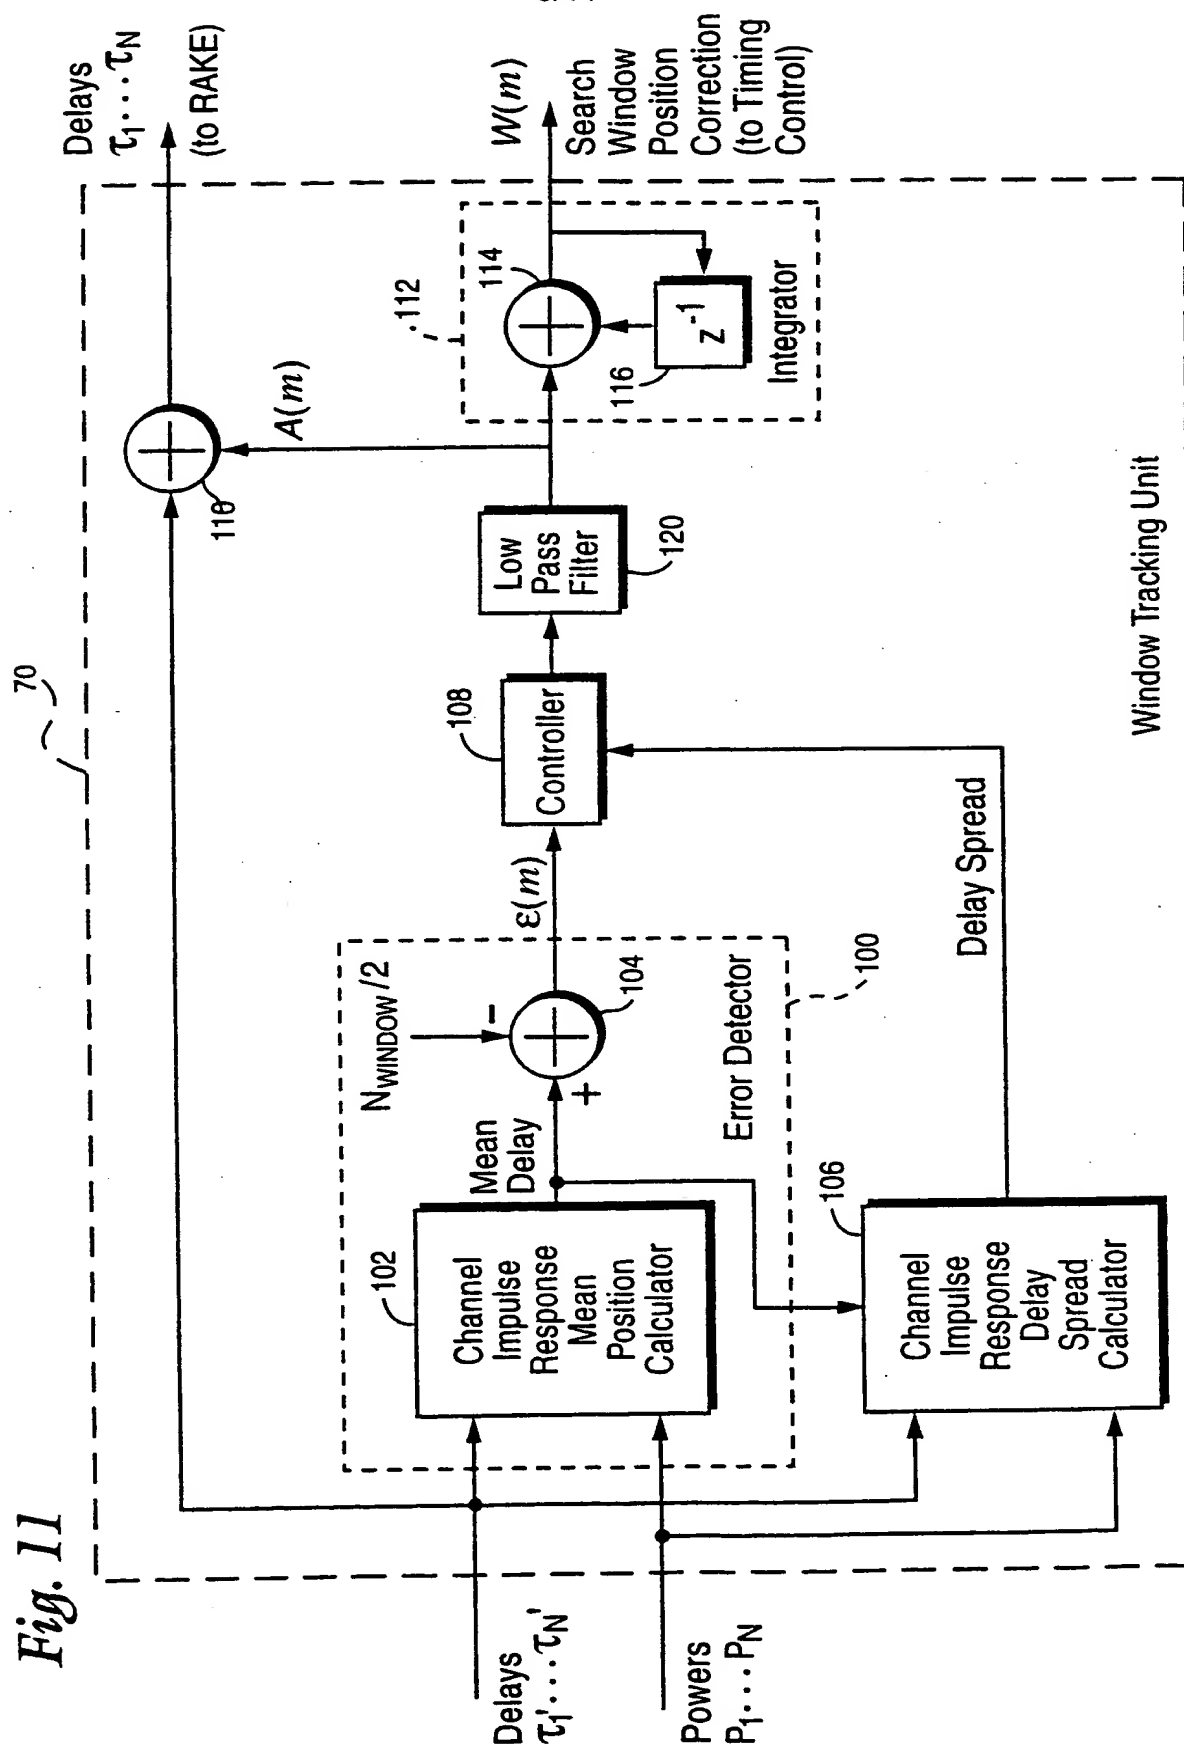 Fig. 11
70
Delays
τ1'...τN'
Powers
P1...PN
102
Channel
Impulse
Response
Mean
Position
Calculator
Mean
Delay
NWINDOW/2
-
+
104
Error Detector
100
ε(m)
106
Channel
Impulse
Response
Delay
Spread
Calculator
Delay Spread
108
Controller
Low
Pass
Filter
120
A(m)
110
Delays
τ1...τN
(to RAKE)
112
114
116
z-1
Integrator
W(m)
Search
Window
Position
Correction
(to Timing
Control)
Window Tracking Unit